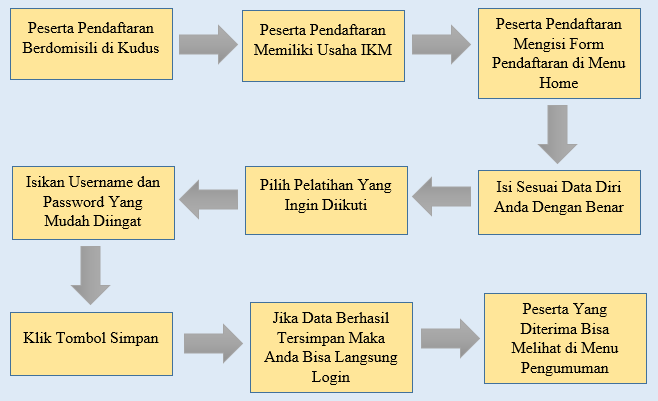 Peserta Pendaftaran
Berdomisili di Kudus
Peserta Pendaftaran
Memiliki Usaha IKM
Peserta Pendaftaran
Mengisi Form
Pendaftaran di Menu
Home
Isi Sesuai Data Diri
Anda Dengan Benar
Pilih Pelatihan Yang
Ingin Diikuti
Isikan Username dan
Password Yang
Mudah Diingat
Klik Tombol Simpan
Jika Data Berhasil
Tersimpan Maka
Anda Bisa Langsung
Login
Peserta Yang
Diterima Bisa
Melihat di Menu
Pengumuman